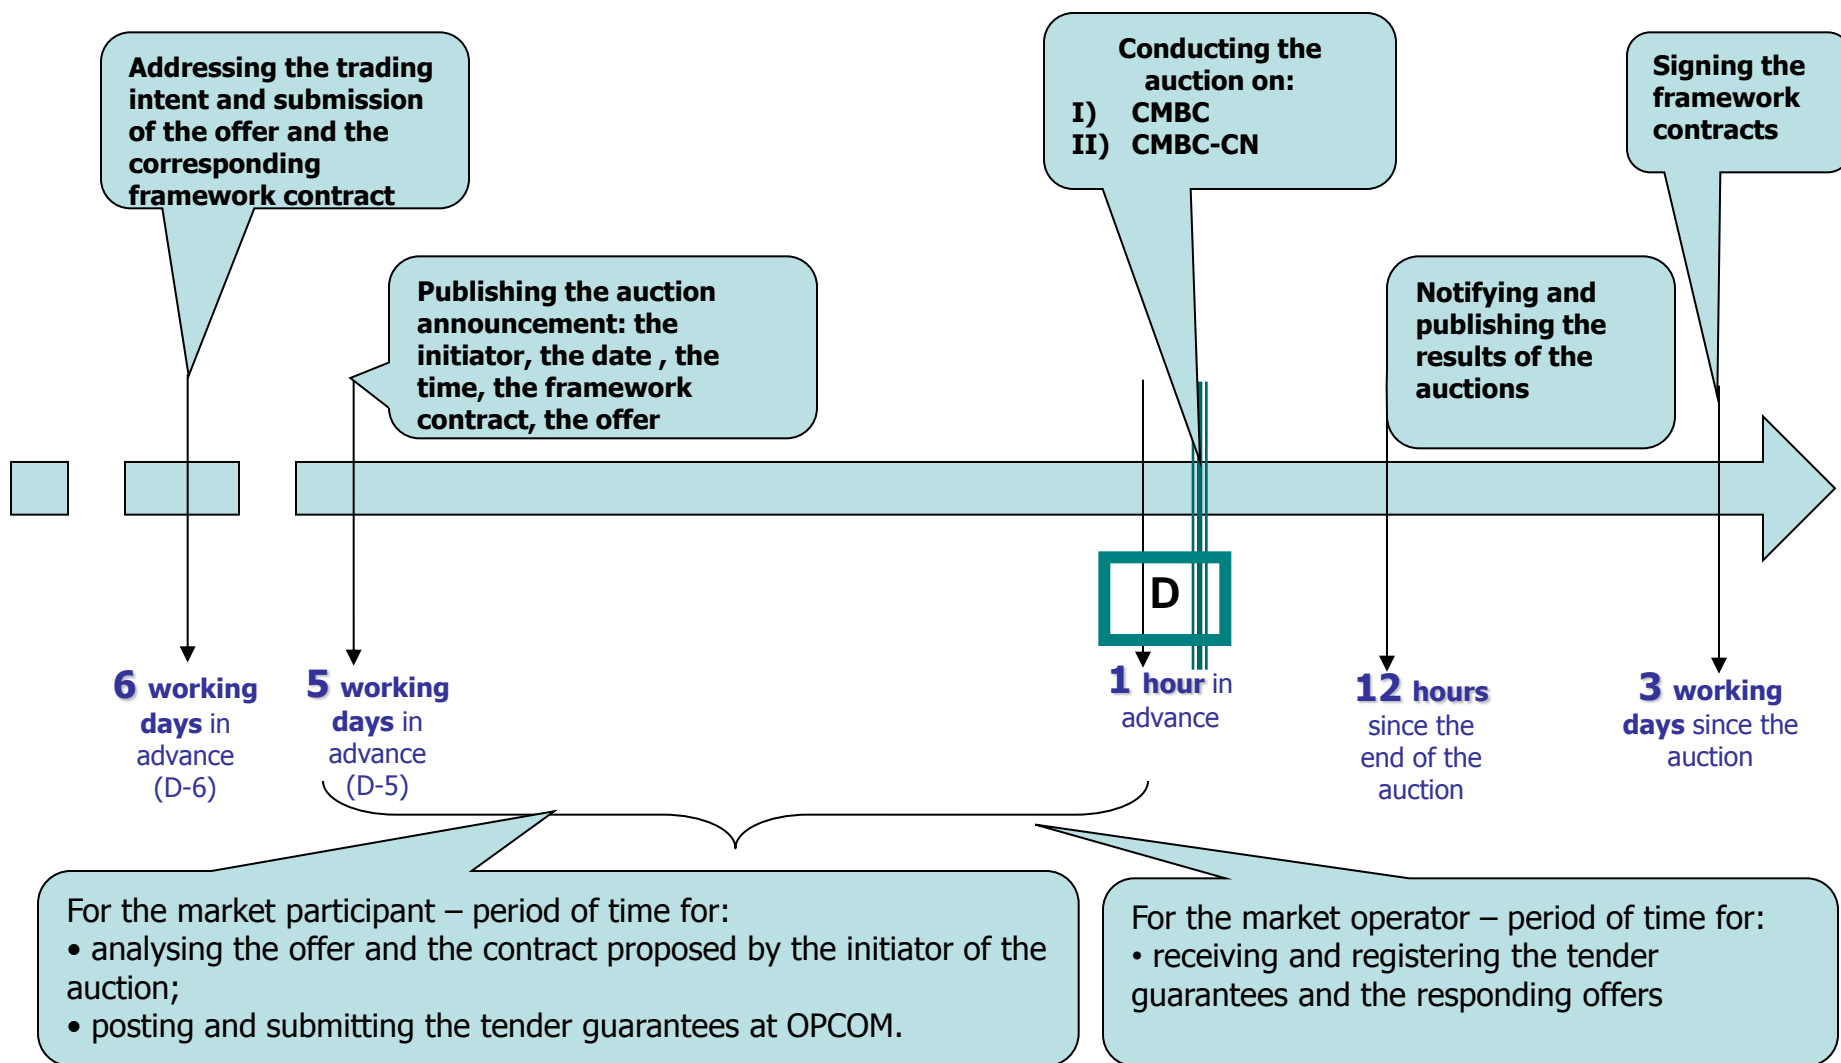 Addressing the trading
intent and submission
of the offer and the
corresponding
framework contract
Publishing the auction
announcement: the
initiator, the date , the
time, the framework
contract, the offer
Conducting the
auction on:
I) CMBC
II) CMBC-CN
Notifying and
publishing the
results of the
auctions
Signing the
framework
contracts
D
6 working
days in
advance
(D-6)
5 working
days in
advance
(D-5)
1 hour in
advance
12 hours
since the
end of the
auction
3 working
days since the
auction
For the market participant – period of time for:
• analysing the offer and the contract proposed by the initiator of the
auction;
• posting and submitting the tender guarantees at OPCOM.
For the market operator – period of time for:
• receiving and registering the tender
guarantees and the responding offers